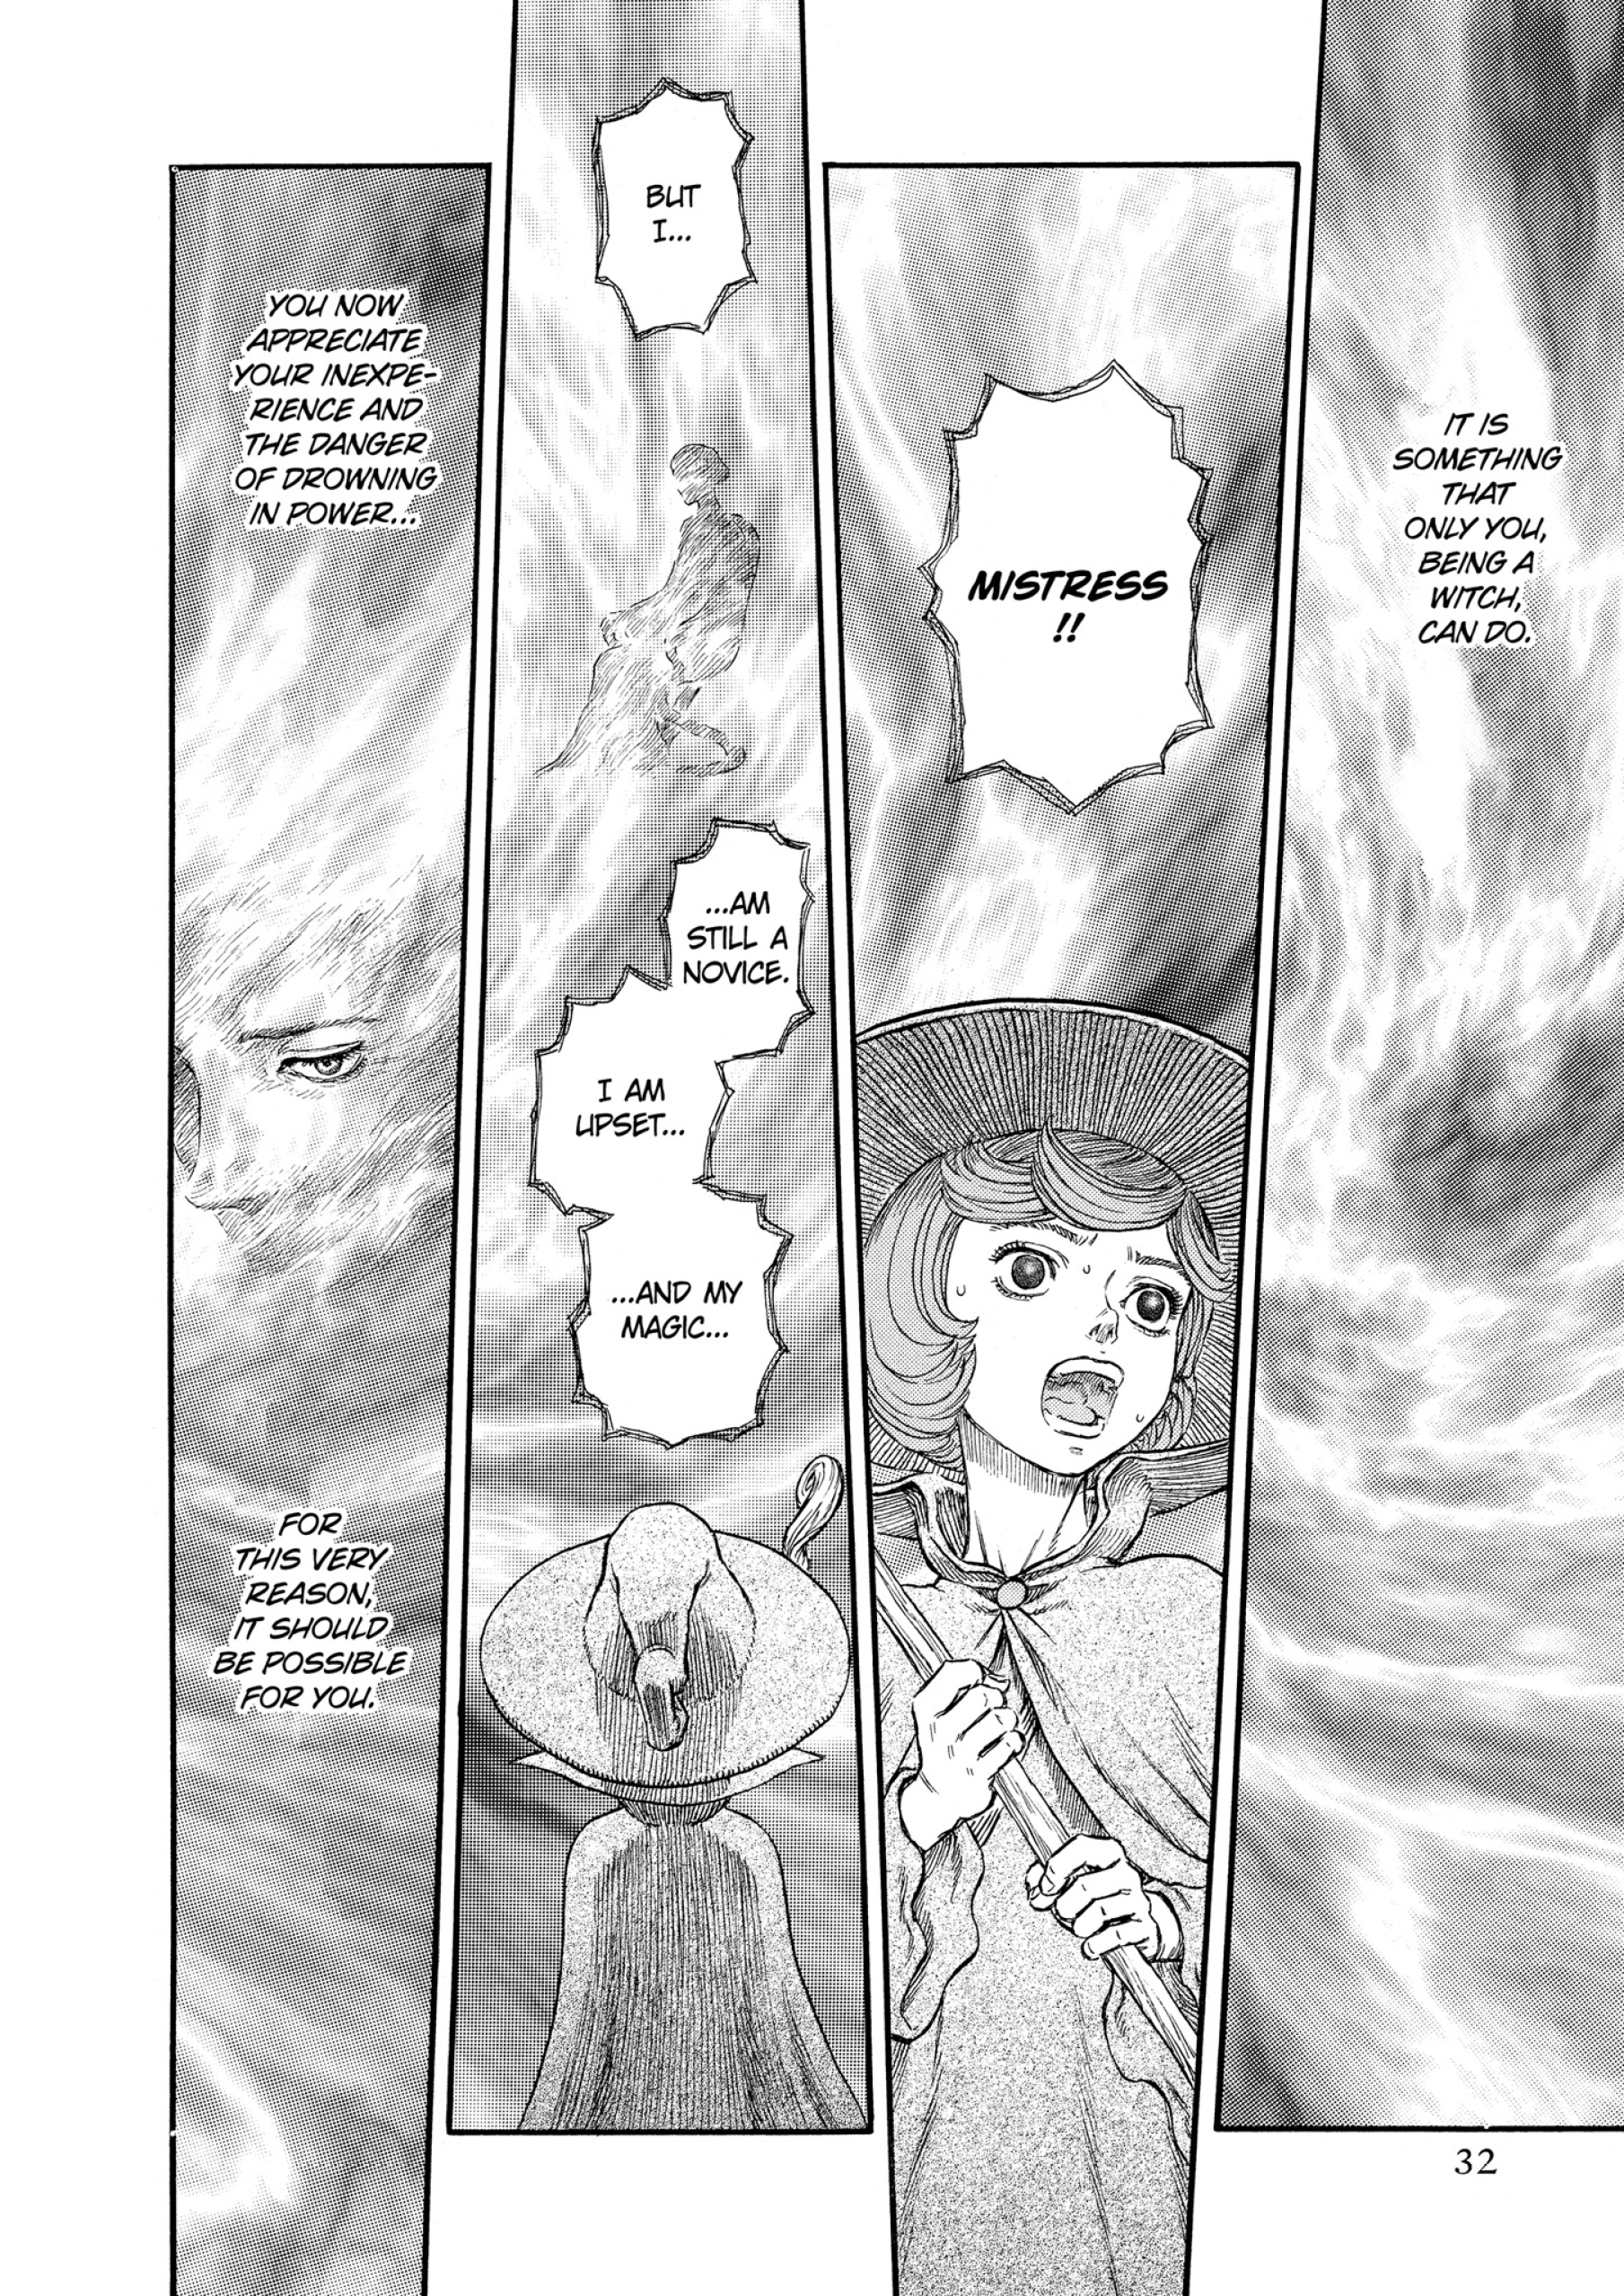 IT IS
SOMETHING
THAT
ONLY YOU,
BEING A
WITCH,
CAN DO.
MISTRESS
!!
BUT
I...
...AM
STILL A
NOVICE.
I AM
UPSET...
...AND MY
MAGIC...
YOU NOW
APPRECIATE
YOUR INEXPE-
RIENCE AND
THE DANGER
OF DROWNING
IN POWER...
FOR
THIS VERY
REASON,
IT SHOULD
BE POSSIBLE
FOR YOU.
32